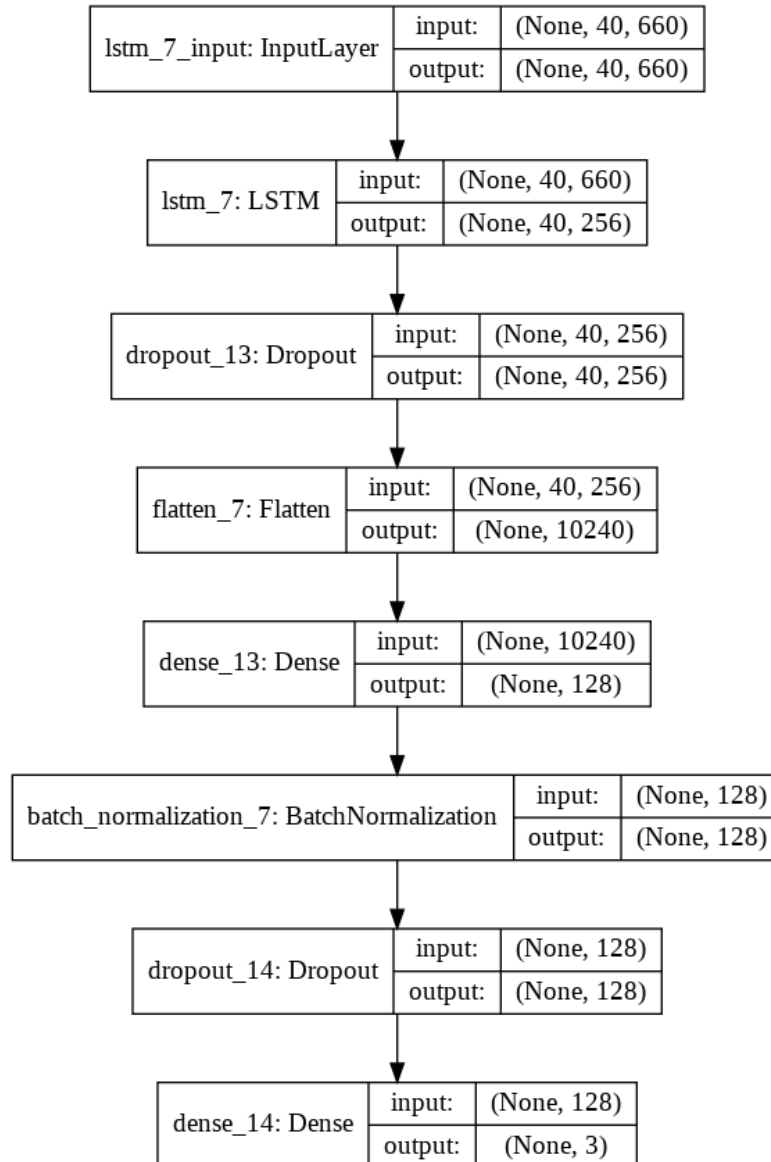 lstm_7_input: InputLayer
input: (None, 40, 660)
output: (None, 40, 660)
lstm_7: LSTM
input: (None, 40, 660)
output: (None, 40, 256)
dropout_13: Dropout
input: (None, 40, 256)
output: (None, 40, 256)
flatten_7: Flatten
input: (None, 40, 256)
output: (None, 10240)
dense_13: Dense
input: (None, 10240)
output: (None, 128)
batch_normalization_7: BatchNormalization
input: (None, 128)
output: (None, 128)
dropout_14: Dropout
input: (None, 128)
output: (None, 128)
dense_14: Dense
input: (None, 128)
output: (None, 3)